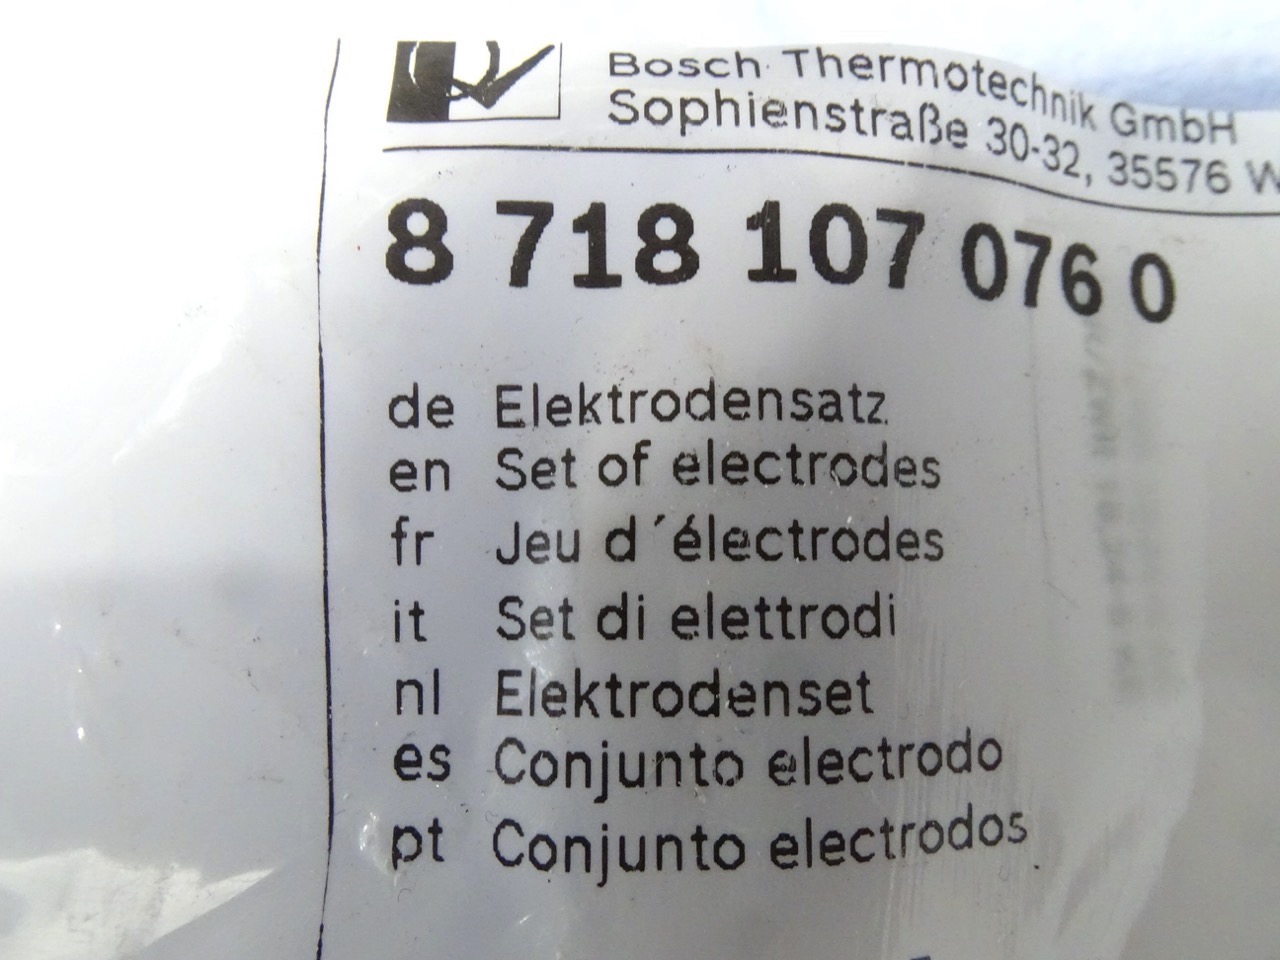 Bosch Thermotechnik GmbH
Sophienstraße 30-32, 35576 W
8 718 107 076 0
de Elektrodensatz
en Set of electrodes
fr Jeu d´électrodes
it Set di elettrodi
nl Elektrodenset
es Conjunto electrodo
pt Conjunto electrodos